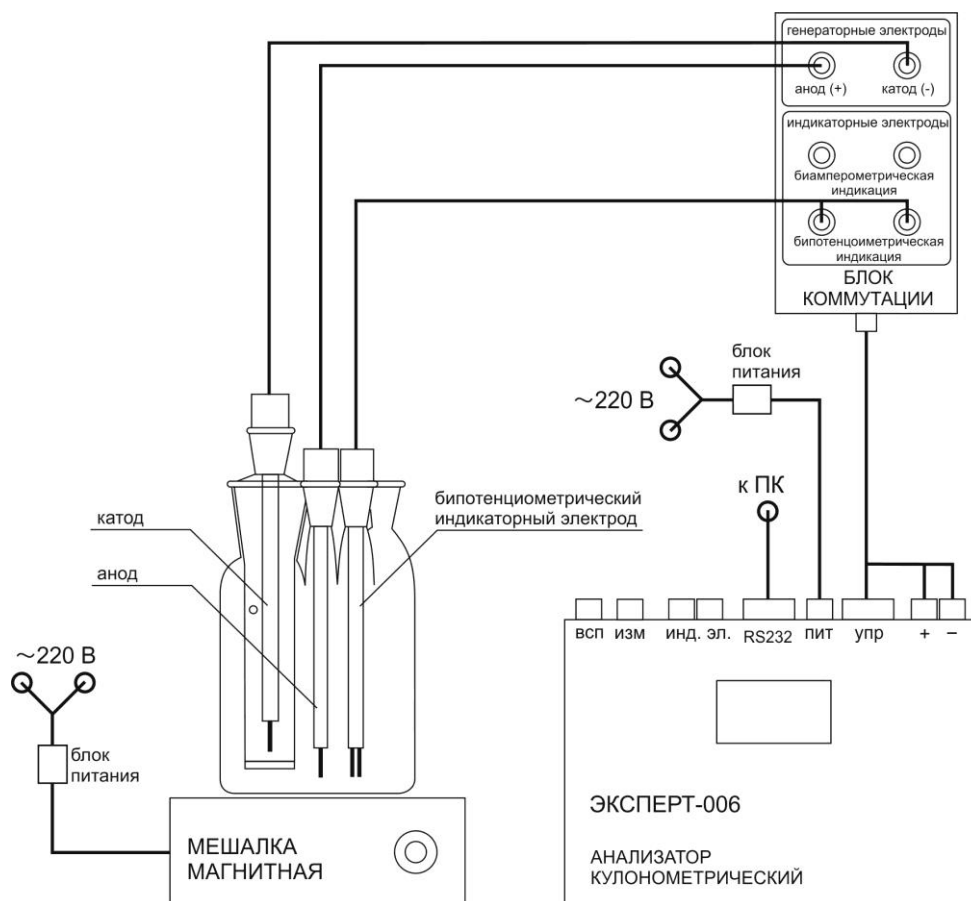 генераторные электроды
анод (+)
катод (-)
индикаторные электроды
биамперометрическая
индикация
бипотенцоиметрическая
индикация
БЛОК
КОММУТАЦИИ
блок
питания
~220 В
к ПК
бипотенциометрический
индикаторный электрод
катод
анод
~220 В
блок
питания
МЕШАЛКА
МАГНИТНАЯ
всп
изм
инд. эл.
RS232
пит
упр
+
–
ЭКСПЕРТ-006
АНАЛИЗАТОР
КУЛОНОМЕТРИЧЕСКИЙ